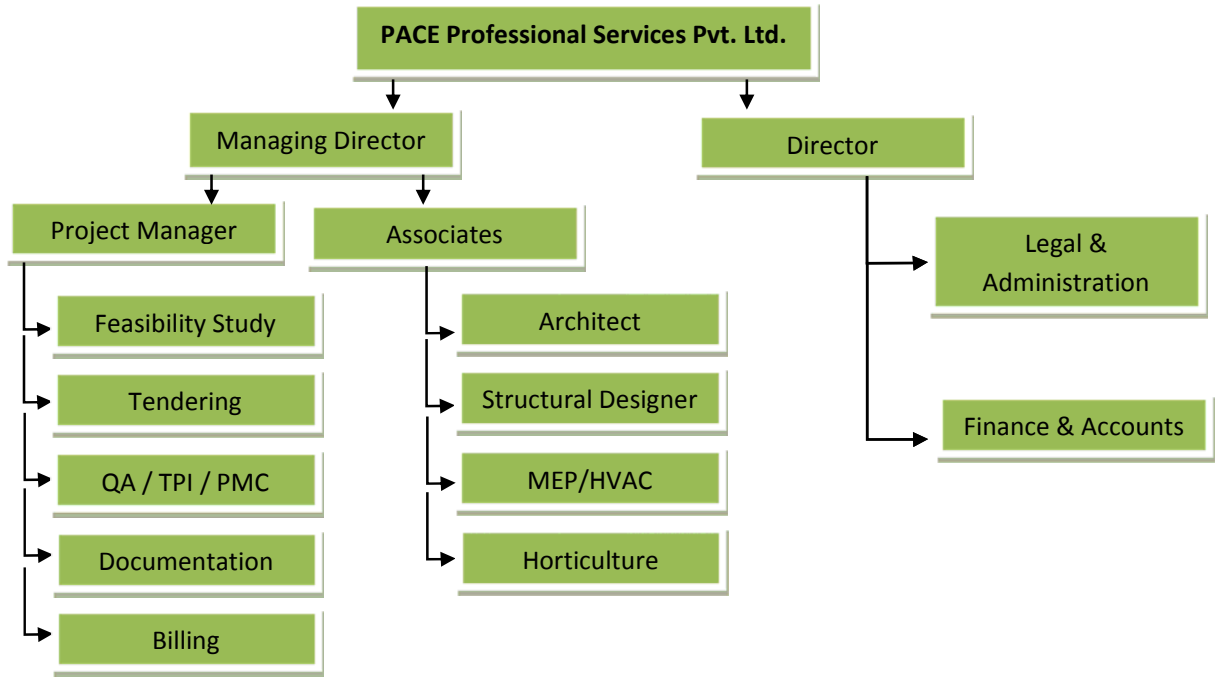 PACE Professional Services Pvt. Ltd.
Managing Director
Director
Project Manager
Associates
Legal &
Administration
Feasibility Study
Architect
Tendering
Structural Designer
Finance & Accounts
QA / TPI / PMC
MEP/HVAC
Documentation
Horticulture
Billing